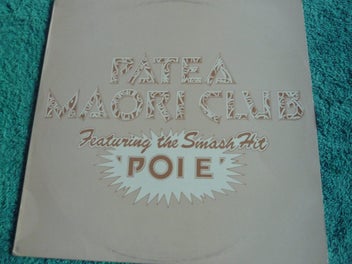 PATEA
MAORI CLUB
Featuring the Smash Hit
'POI E'